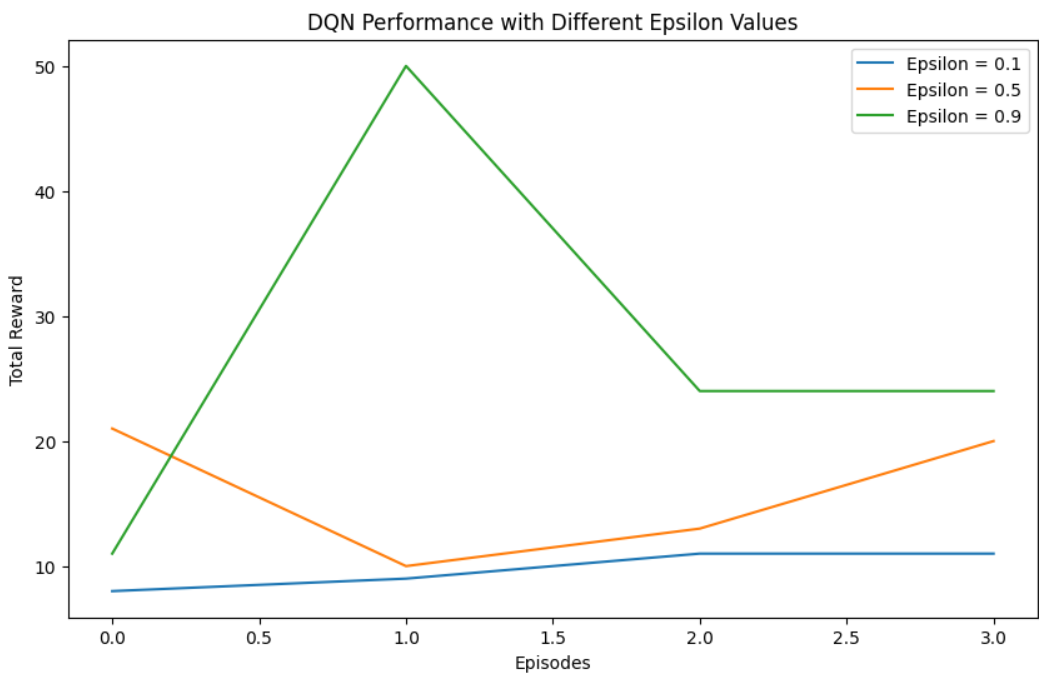 DQN Performance with Different Epsilon Values
Epsilon = 0.1
Epsilon = 0.5
Epsilon = 0.9
50
40
30
20
10
Total Reward
0.0 0.5 1.0 1.5 2.0 2.5 3.0
Episodes